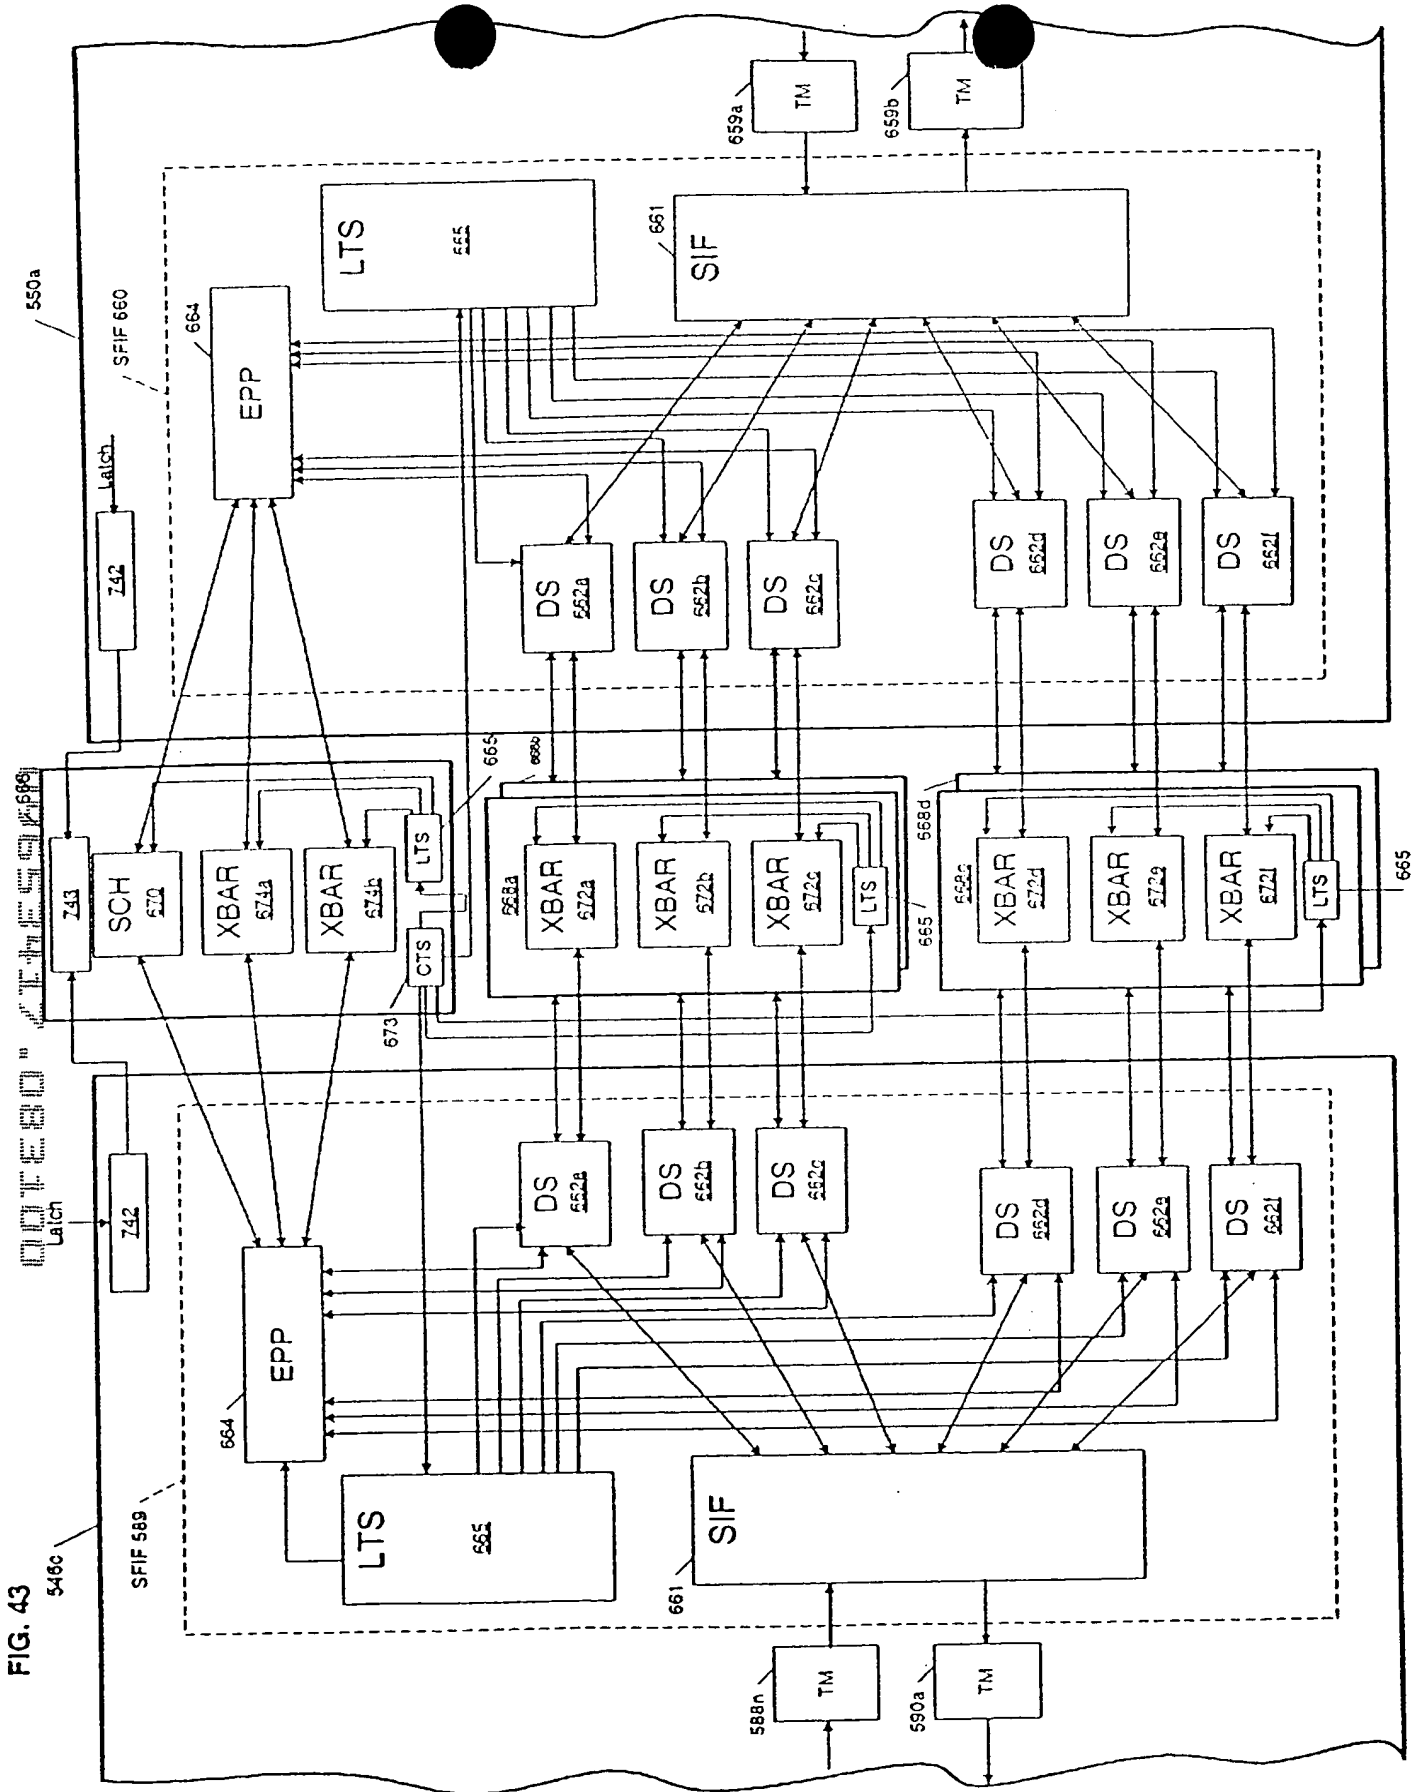 FIG. 43
546c
SFIF 589
664
EPP
LTS
665
661
SIF
588n
TM
590a
TM
Latch
742
DS
662a
DS
662b
DS
662c
DS
662d
DS
662e
DS
662f
666
743
SCH
670
XBAR
674a
XBAR
674b
LTS
665
CTS
673
668b
668a
XBAR
672a
XBAR
672b
XBAR
672c
LTS
665
668d
668c
XBAR
672d
XBAR
672e
XBAR
672f
LTS
665
550a
SFIF 660
664
EPP
Latch
742
LTS
665
661
SIF
659a
TM
659b
TM
DS
662a
DS
662b
DS
662c
DS
662d
DS
662e
DS
662f